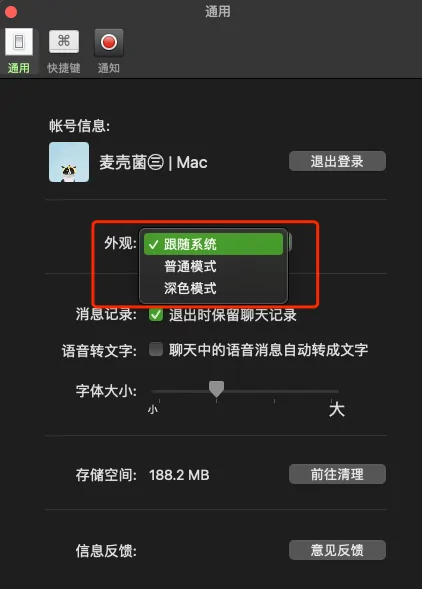 通用
通用 快捷键 通知
帐号信息:
麦壳菌㊂ | Mac 退出登录
外观: ✓ 跟随系统
普通模式
深色模式
消息记录: 退出时保留聊天记录
语音转文字: 聊天中的语音消息自动转成文字
字体大小:
小 大
存储空间: 188.2 MB 前往清理
信息反馈: 意见反馈